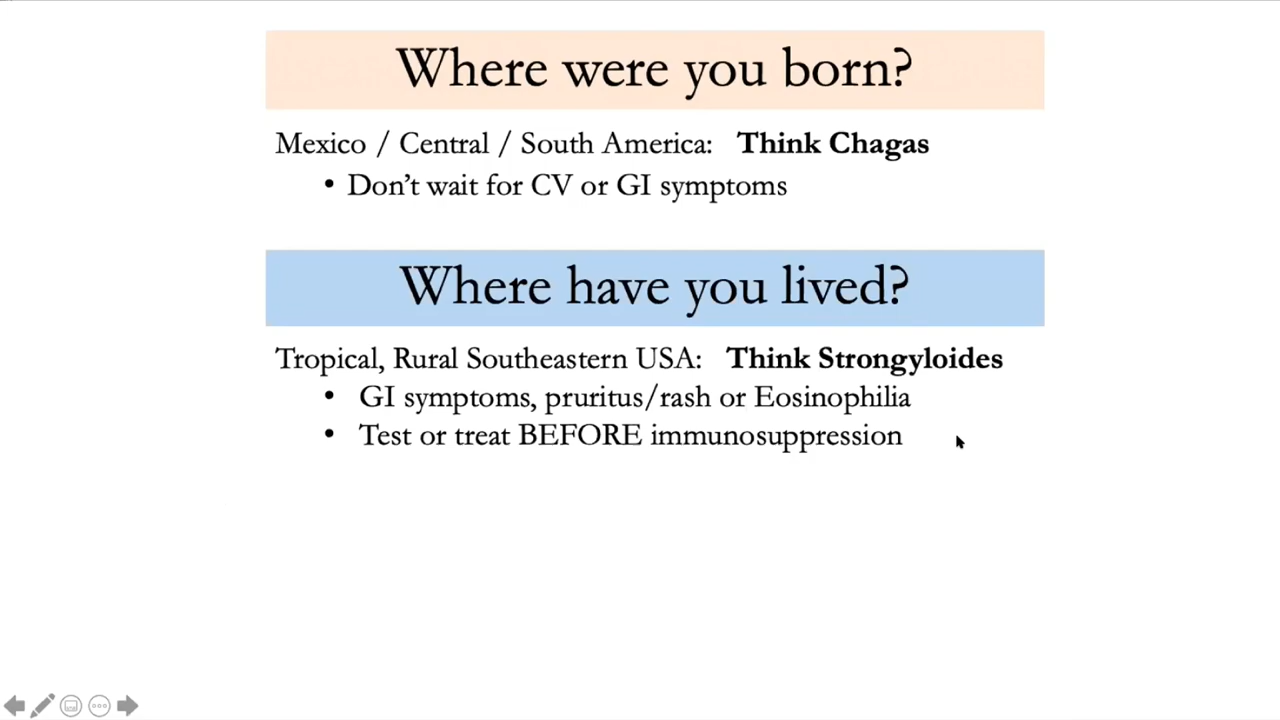 Where were you born?
Mexico / Central / South America: Think Chagas
• Don’t wait for CV or GI symptoms
Where have you lived?
Tropical, Rural Southeastern USA: Think Strongyloides
• GI symptoms, pruritus/rash or Eosinophilia
• Test or treat BEFORE immunosuppression